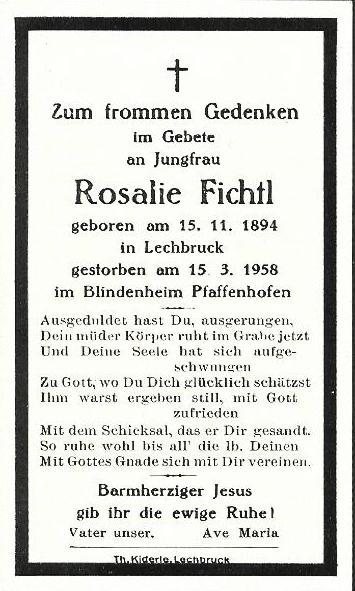 Zum frommen Gedenken
im Gebete
an Jungfrau
Rosalie Fichtl
geboren am 15. 11. 1894
in Lechbruck
gestorben am 15 3. 1958
im Blindenheim Pfaffenhofen
Ausgeduldet hast Du, ausgerungen,
Dein müder Körper ruht im Grabe jetzt
Und Deine Seele hat sich aufge-
schwungen
Zu Gott, wo Du Dich glücklich schätzst
Ihm warst ergeben still, mit Gott
zufrieden
Mit dem Schicksal, das er Dir gesandt.
So ruhe wohl bis all' die lb. Deinen
Mit Gottes Gnade sich mit Dir vereinen.
Barmherziger Jesus
gib ihr die ewige Ruhe!
Vater unser. Ave Maria
Th. Kiderle, Lechbruck